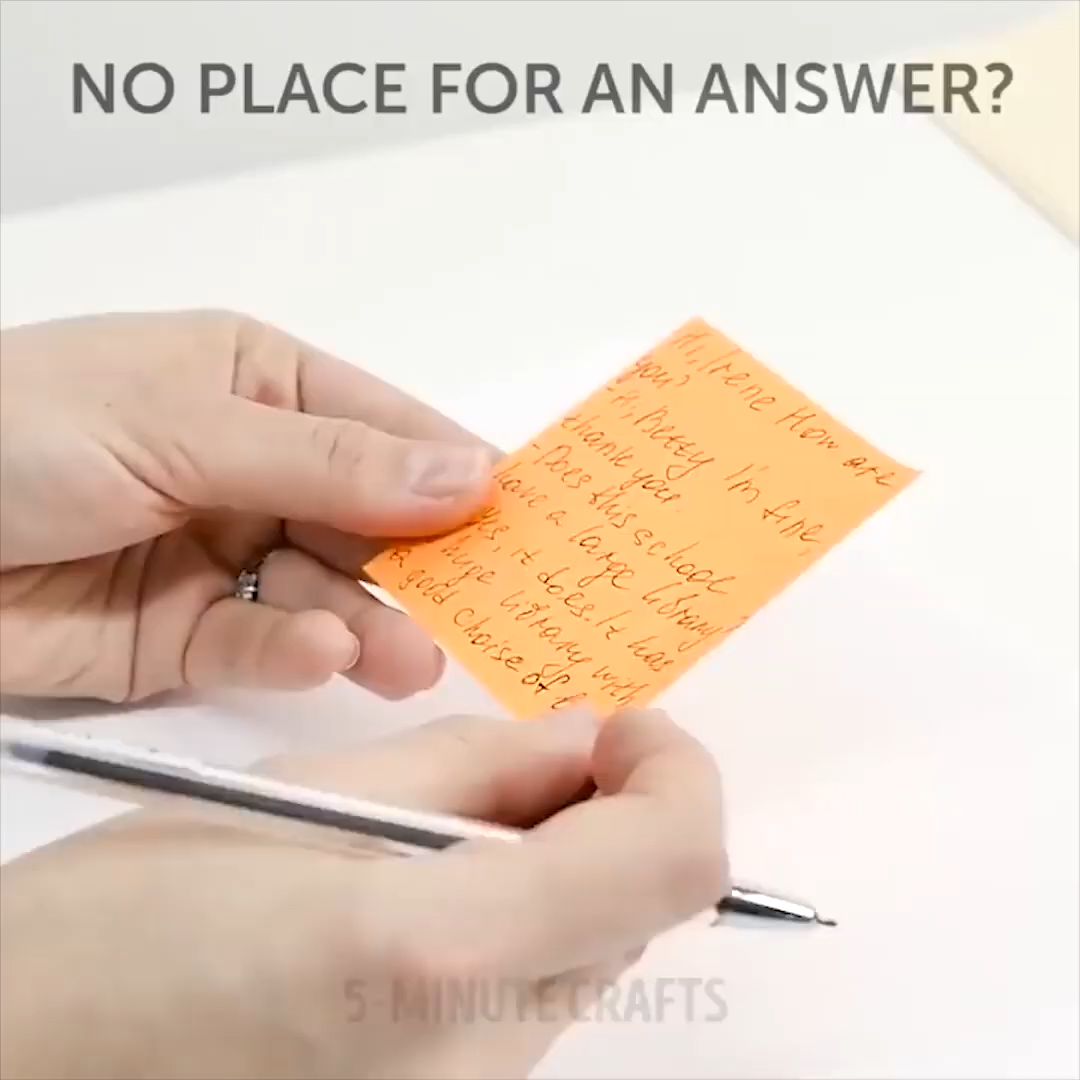 NO PLACE FOR AN ANSWER?
Hi, Irene How are
you?
-Hi, Betty I'm fine,
thank you.
-Does this school
have a large library?
it does. It has
huge library with
a good choise of
5-MINUTE CRAFTS